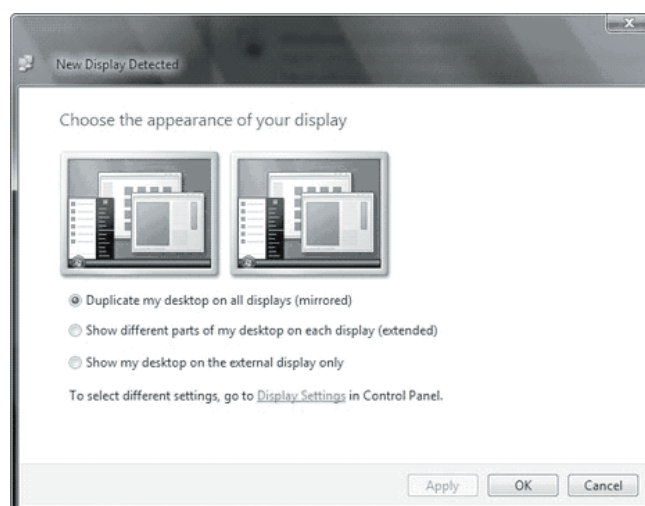 New Display Detected
Choose the appearance of your display
Duplicate my desktop on all displays (mirrored)
Show different parts of my desktop on each display (extended)
Show my desktop on the external display only
To select different settings, go to Display Settings in Control Panel.
Apply
OK
Cancel